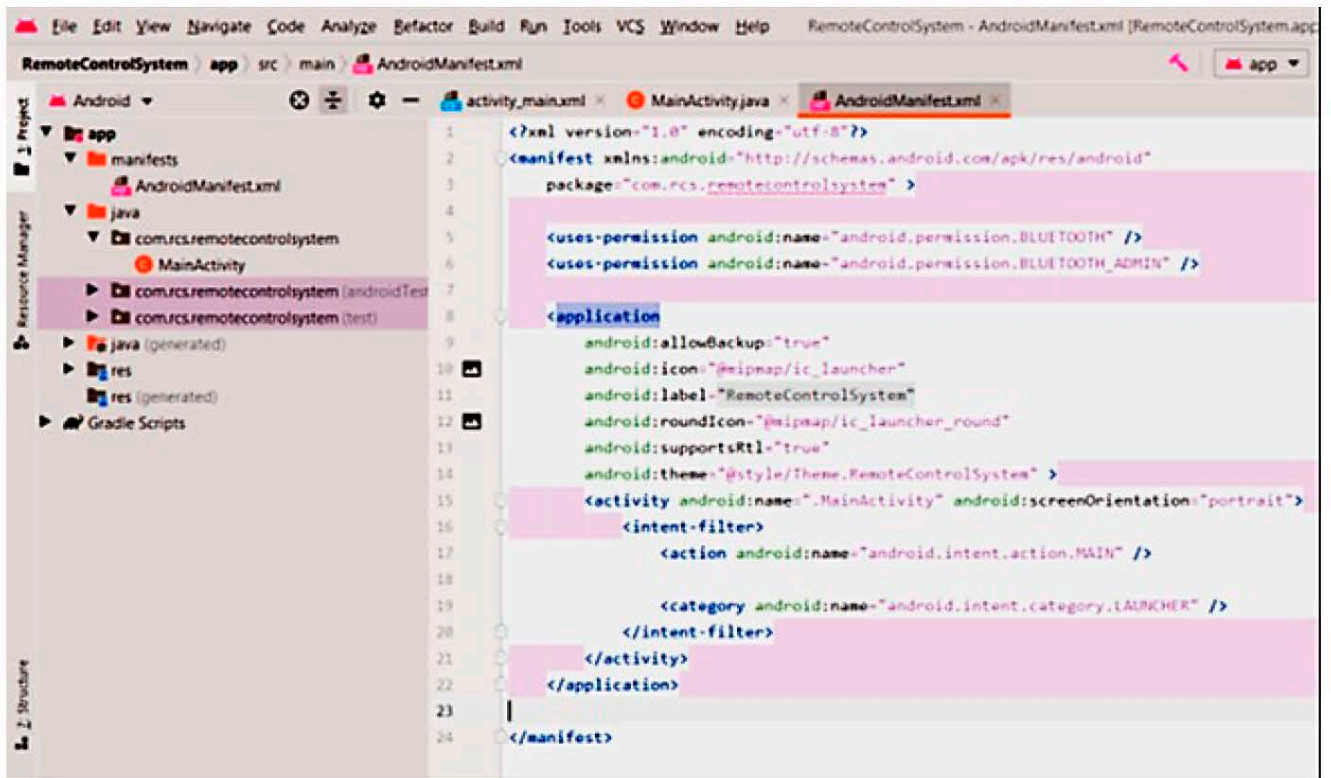 File Edit View Navigate Code Analyze Refactor Build Run Tools VCS Window Help RemoteControlSystem - AndroidManifest.xml [RemoteControlSystem.app
RemoteControlSystem app src main AndroidManifest.xml app
1: Project
Resource Manager
2: Structure
Android
app
manifests
AndroidManifest.xml
java
com.rcs.remotecontrolsystem
MainActivity
com.rcs.remotecontrolsystem (androidTest
com.rcs.remotecontrolsystem (test)
java (generated)
res
res (generated)
Gradle Scripts
activity_main.xml MainActivity.java AndroidManifest.xml
1 <?xml version="1.0" encoding="utf-8"?>
2 <manifest xmlns:android="http://schemas.android.com/apk/res/android"
3 package="com.rcs.remotecontrolsystem" >
4
5 <uses-permission android:name="android.permission.BLUETOOTH" />
6 <uses-permission android:name="android.permission.BLUETOOTH_ADMIN" />
7
8 <application
9 android:allowBackup="true"
10 android:icon="@mipmap/ic_launcher"
11 android:label="RemoteControlSystem"
12 android:roundIcon="@mipmap/ic_launcher_round"
13 android:supportsRtl="true"
14 android:theme="@style/Theme.RemoteControlSystem" >
15 <activity android:name=".MainActivity" android:screenOrientation="portrait">
16 <intent-filter>
17 <action android:name="android.intent.action.MAIN" />
18
19 <category android:name="android.intent.category.LAUNCHER" />
20 </intent-filter>
21 </activity>
22 </application>
23
24 </manifest>